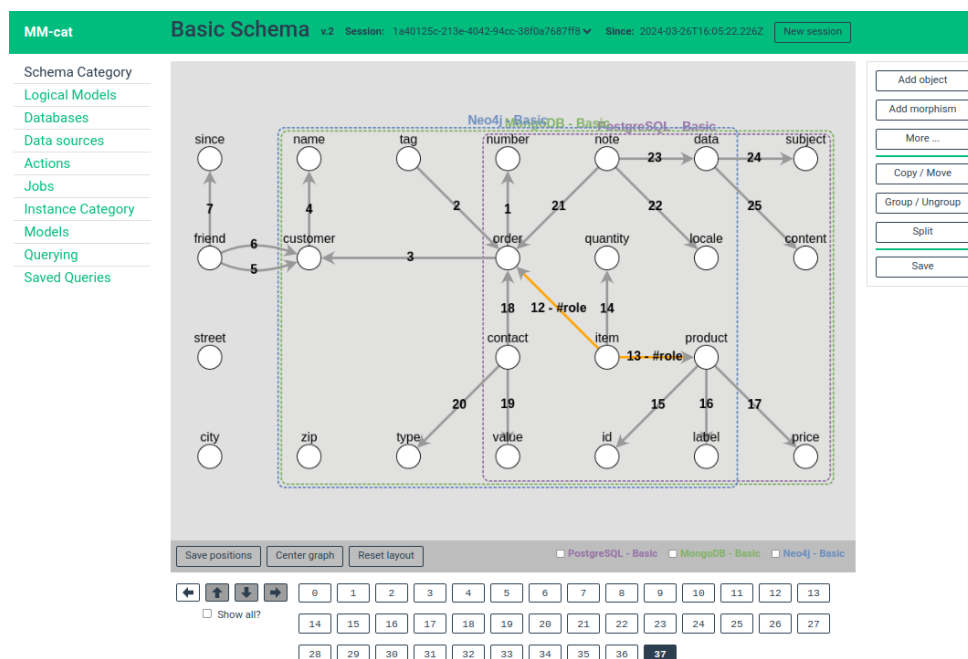 MM-cat
Basic Schema v.2 Session: 1a40125c-213e-4042-94cc-38f0a7687ff8 Since: 2024-03-26T16:05:22.226Z New session
Schema Category
Logical Models
Databases
Data sources
Actions
Jobs
Instance Category
Models
Querying
Saved Queries
Neo4j - Basic
MongoDB - Basic
PostgreSQL - Basic
since name tag number note data subject
23 24
7 4 2 1 21 22 25
friend customer order quantity locale content
6
5
3
18 12 - #role 14
street contact item product
13 - #role
20 19 15 16 17
city zip type value id label price
Save positions Center graph Reset layout PostgreSQL - Basic MongoDB - Basic Neo4j - Basic
Show all?
0 1 2 3 4 5 6 7 8 9 10 11 12 13
14 15 16 17 18 19 20 21 22 23 24 25 26 27
28 29 30 31 32 33 34 35 36 37
Add object
Add morphism
More ...
Copy / Move
Group / Ungroup
Split
Save